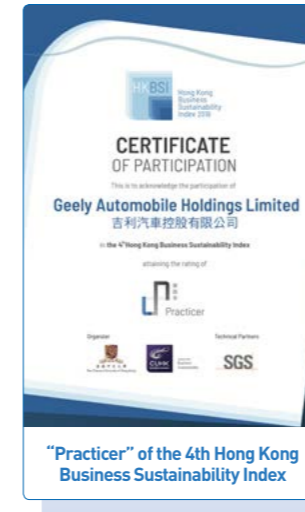 HKBSI
Hong Kong
Business
Sustainability
Index 2018
CERTIFICATE
OF PARTICIPATION
This is to acknowledge the participation of
Geely Automobile Holdings Limited
吉利汽車控股有限公司
in the 4th Hong Kong Business Sustainability Index
attaining the rating of
Practicer
Organizer
Technical Partners
CUHK
SGS
“Practicer” of the 4th Hong Kong
Business Sustainability Index